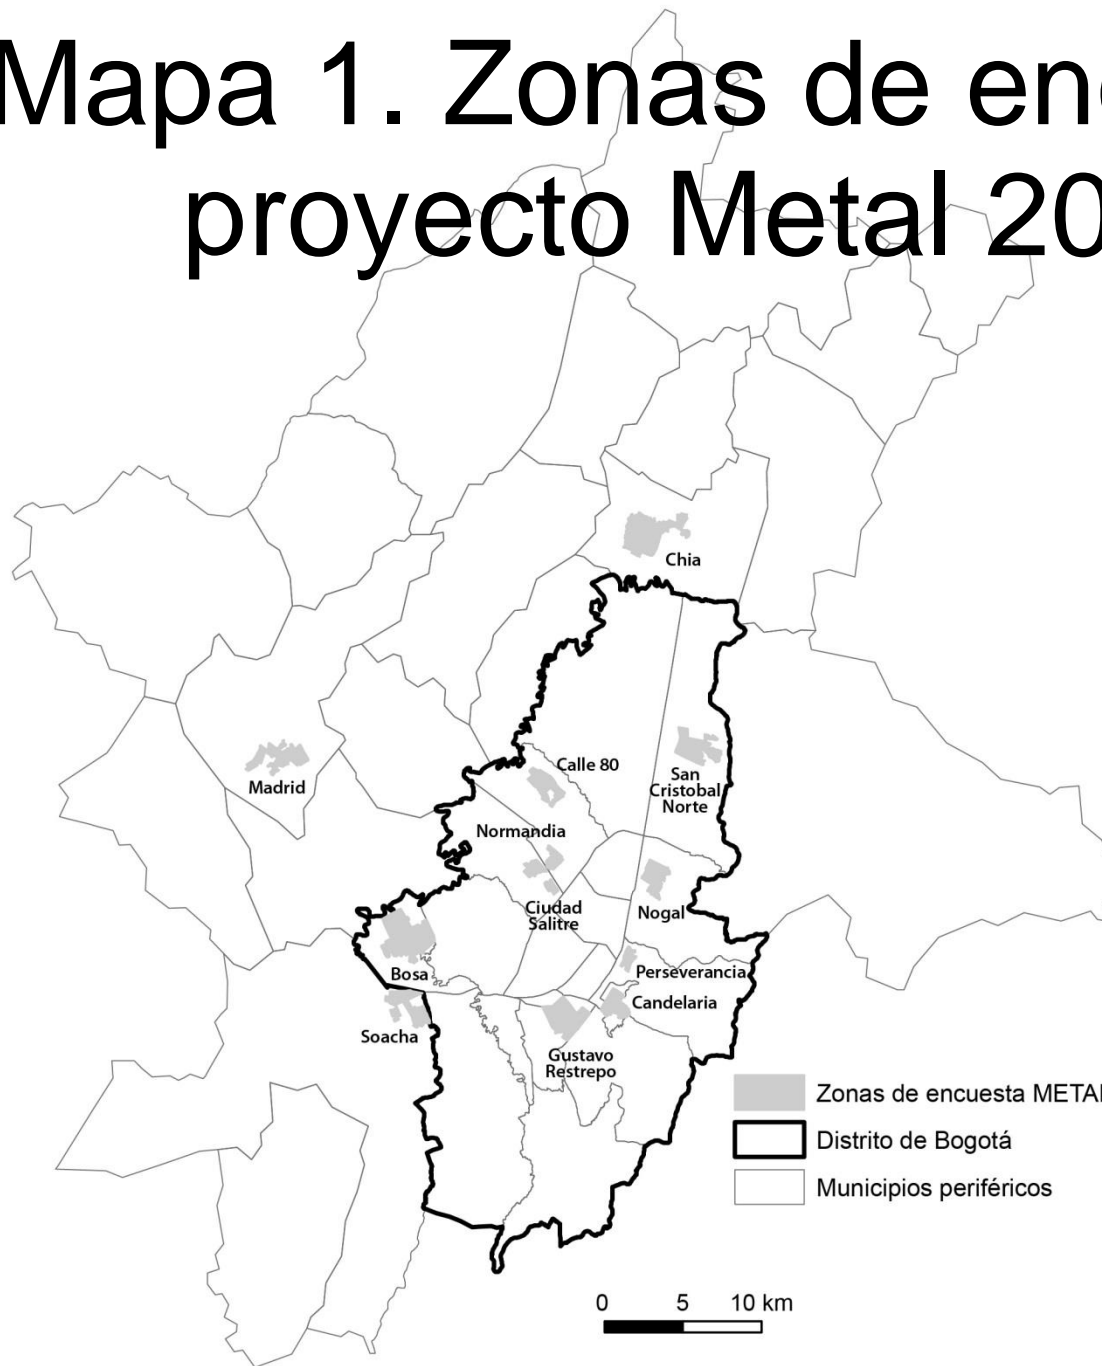 Mapa 1. Zonas de en
proyecto Metal 20
Chia
Calle 80
San
Cristobal
Norte
Madrid
Normandia
Ciudad
Salitre
Nogal
Bosa
Perseverancia
Candelaria
Soacha
Gustavo
Restrepo
Zonas de encuesta META
Distrito de Bogotá
Municipios periféricos
0 5 10 km